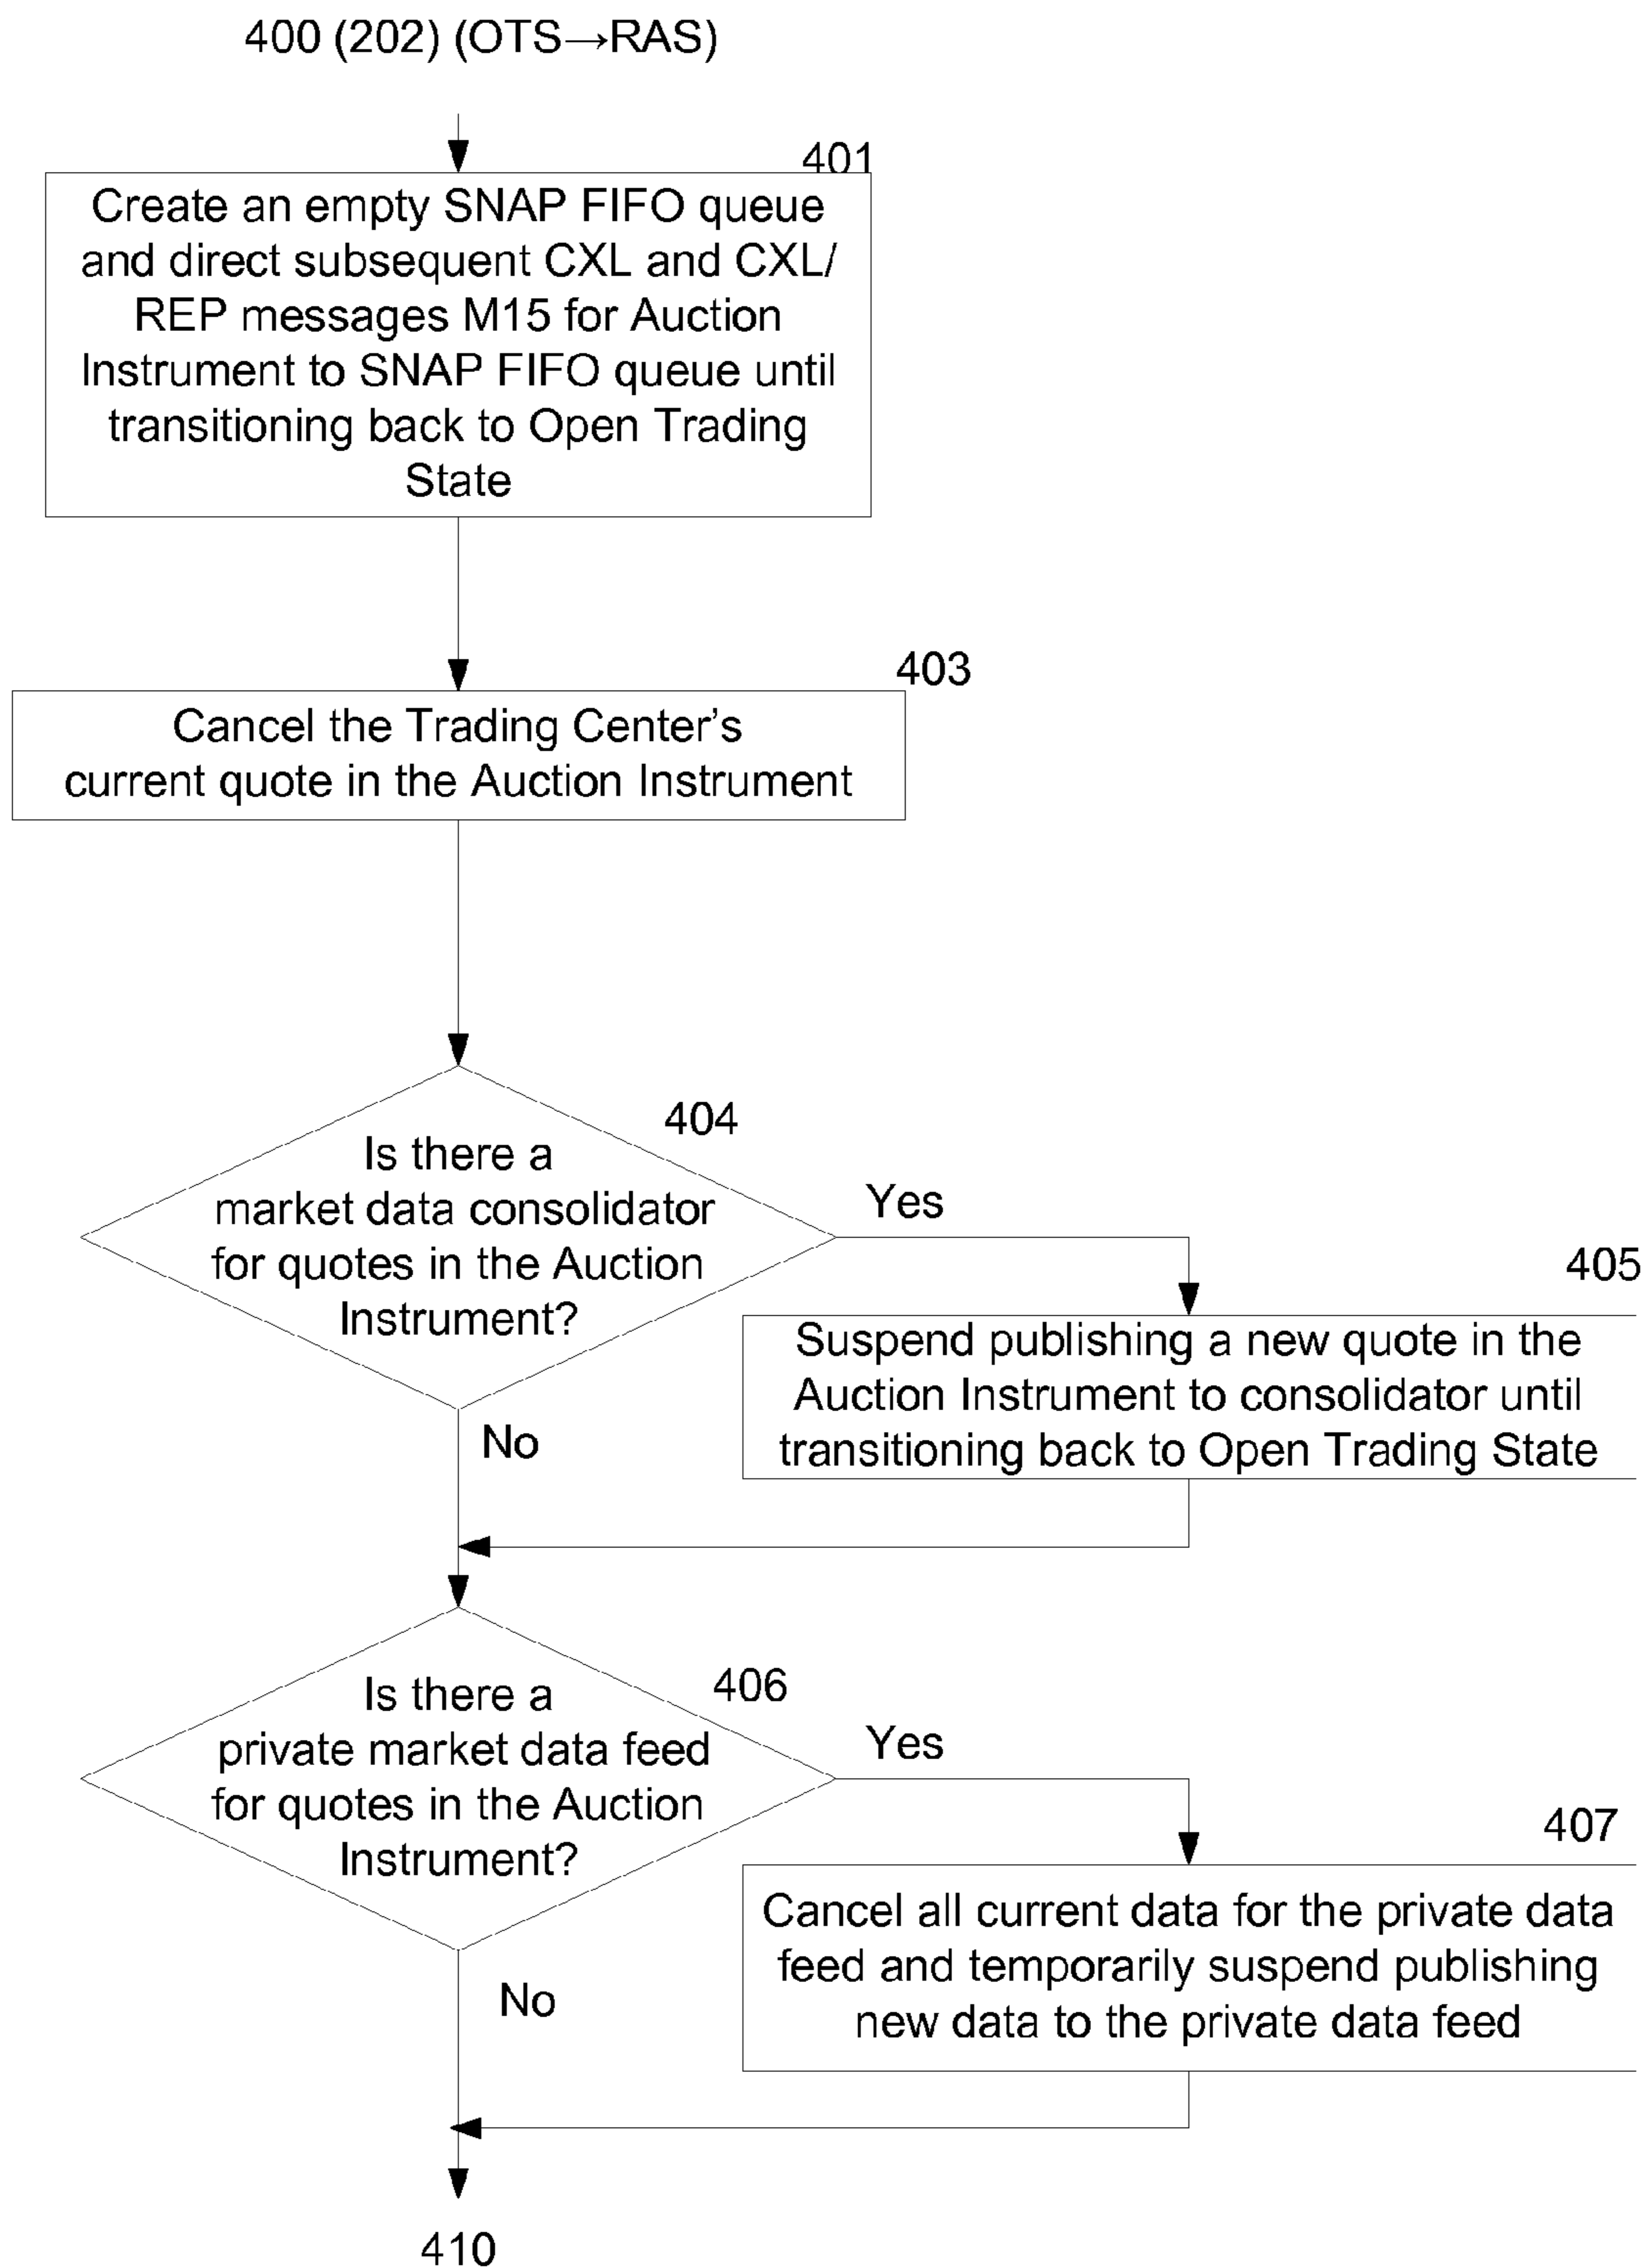 400 (202) (OTS→RAS)
401
Create an empty SNAP FIFO queue
and direct subsequent CXL and CXL/
REP messages M15 for Auction
Instrument to SNAP FIFO queue until
transitioning back to Open Trading
State
403
Cancel the Trading Center's
current quote in the Auction Instrument
404
Is there a
market data consolidator
for quotes in the Auction
Instrument?
Yes
No
405
Suspend publishing a new quote in the
Auction Instrument to consolidator until
transitioning back to Open Trading State
406
Is there a
private market data feed
for quotes in the Auction
Instrument?
Yes
No
407
Cancel all current data for the private data
feed and temporarily suspend publishing
new data to the private data feed
410